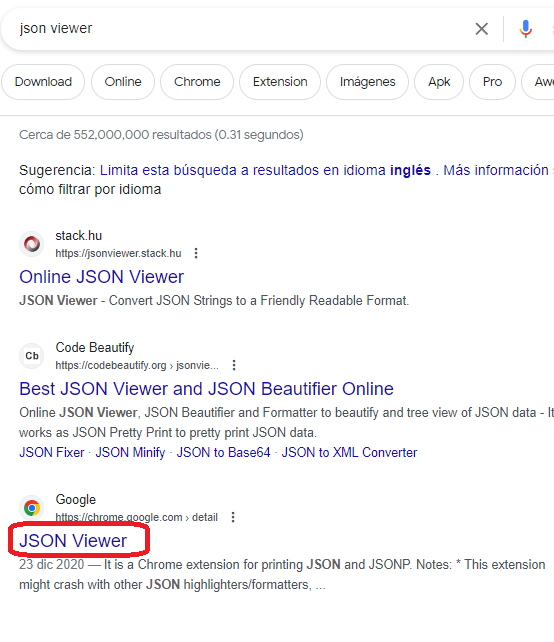 json viewer
Download Online Chrome Extension Imágenes Apk Pro Awe
Cerca de 552,000,000 resultados (0.31 segundos)
Sugerencia: Limita esta búsqueda a resultados en idioma inglés . Más información s
cómo filtrar por idioma
stack.hu
https://jsonviewer.stack.hu
Online JSON Viewer
JSON Viewer - Convert JSON Strings to a Friendly Readable Format.
Cb
Code Beautify
https://codebeautify.org › jsonvie...
Best JSON Viewer and JSON Beautifier Online
Online JSON Viewer, JSON Beautifier and Formatter to beautify and tree view of JSON data - It
works as JSON Pretty Print to pretty print JSON data.
JSON Fixer · JSON Minify · JSON to Base64 · JSON to XML Converter
Google
https://chrome.google.com › detail
JSON Viewer
23 dic 2020 — It is a Chrome extension for printing JSON and JSONP. Notes: * This extension
might crash with other JSON highlighters/formatters, ...